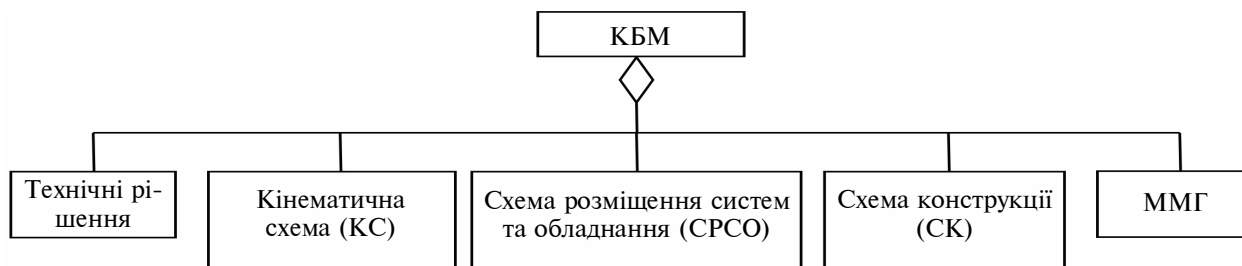 КБМ
Технічні рі-
шення
Кінематична
схема (КС)
Схема розміщення систем
та обладнання (СРСО)
Схема конструкції
(СК)
ММГ